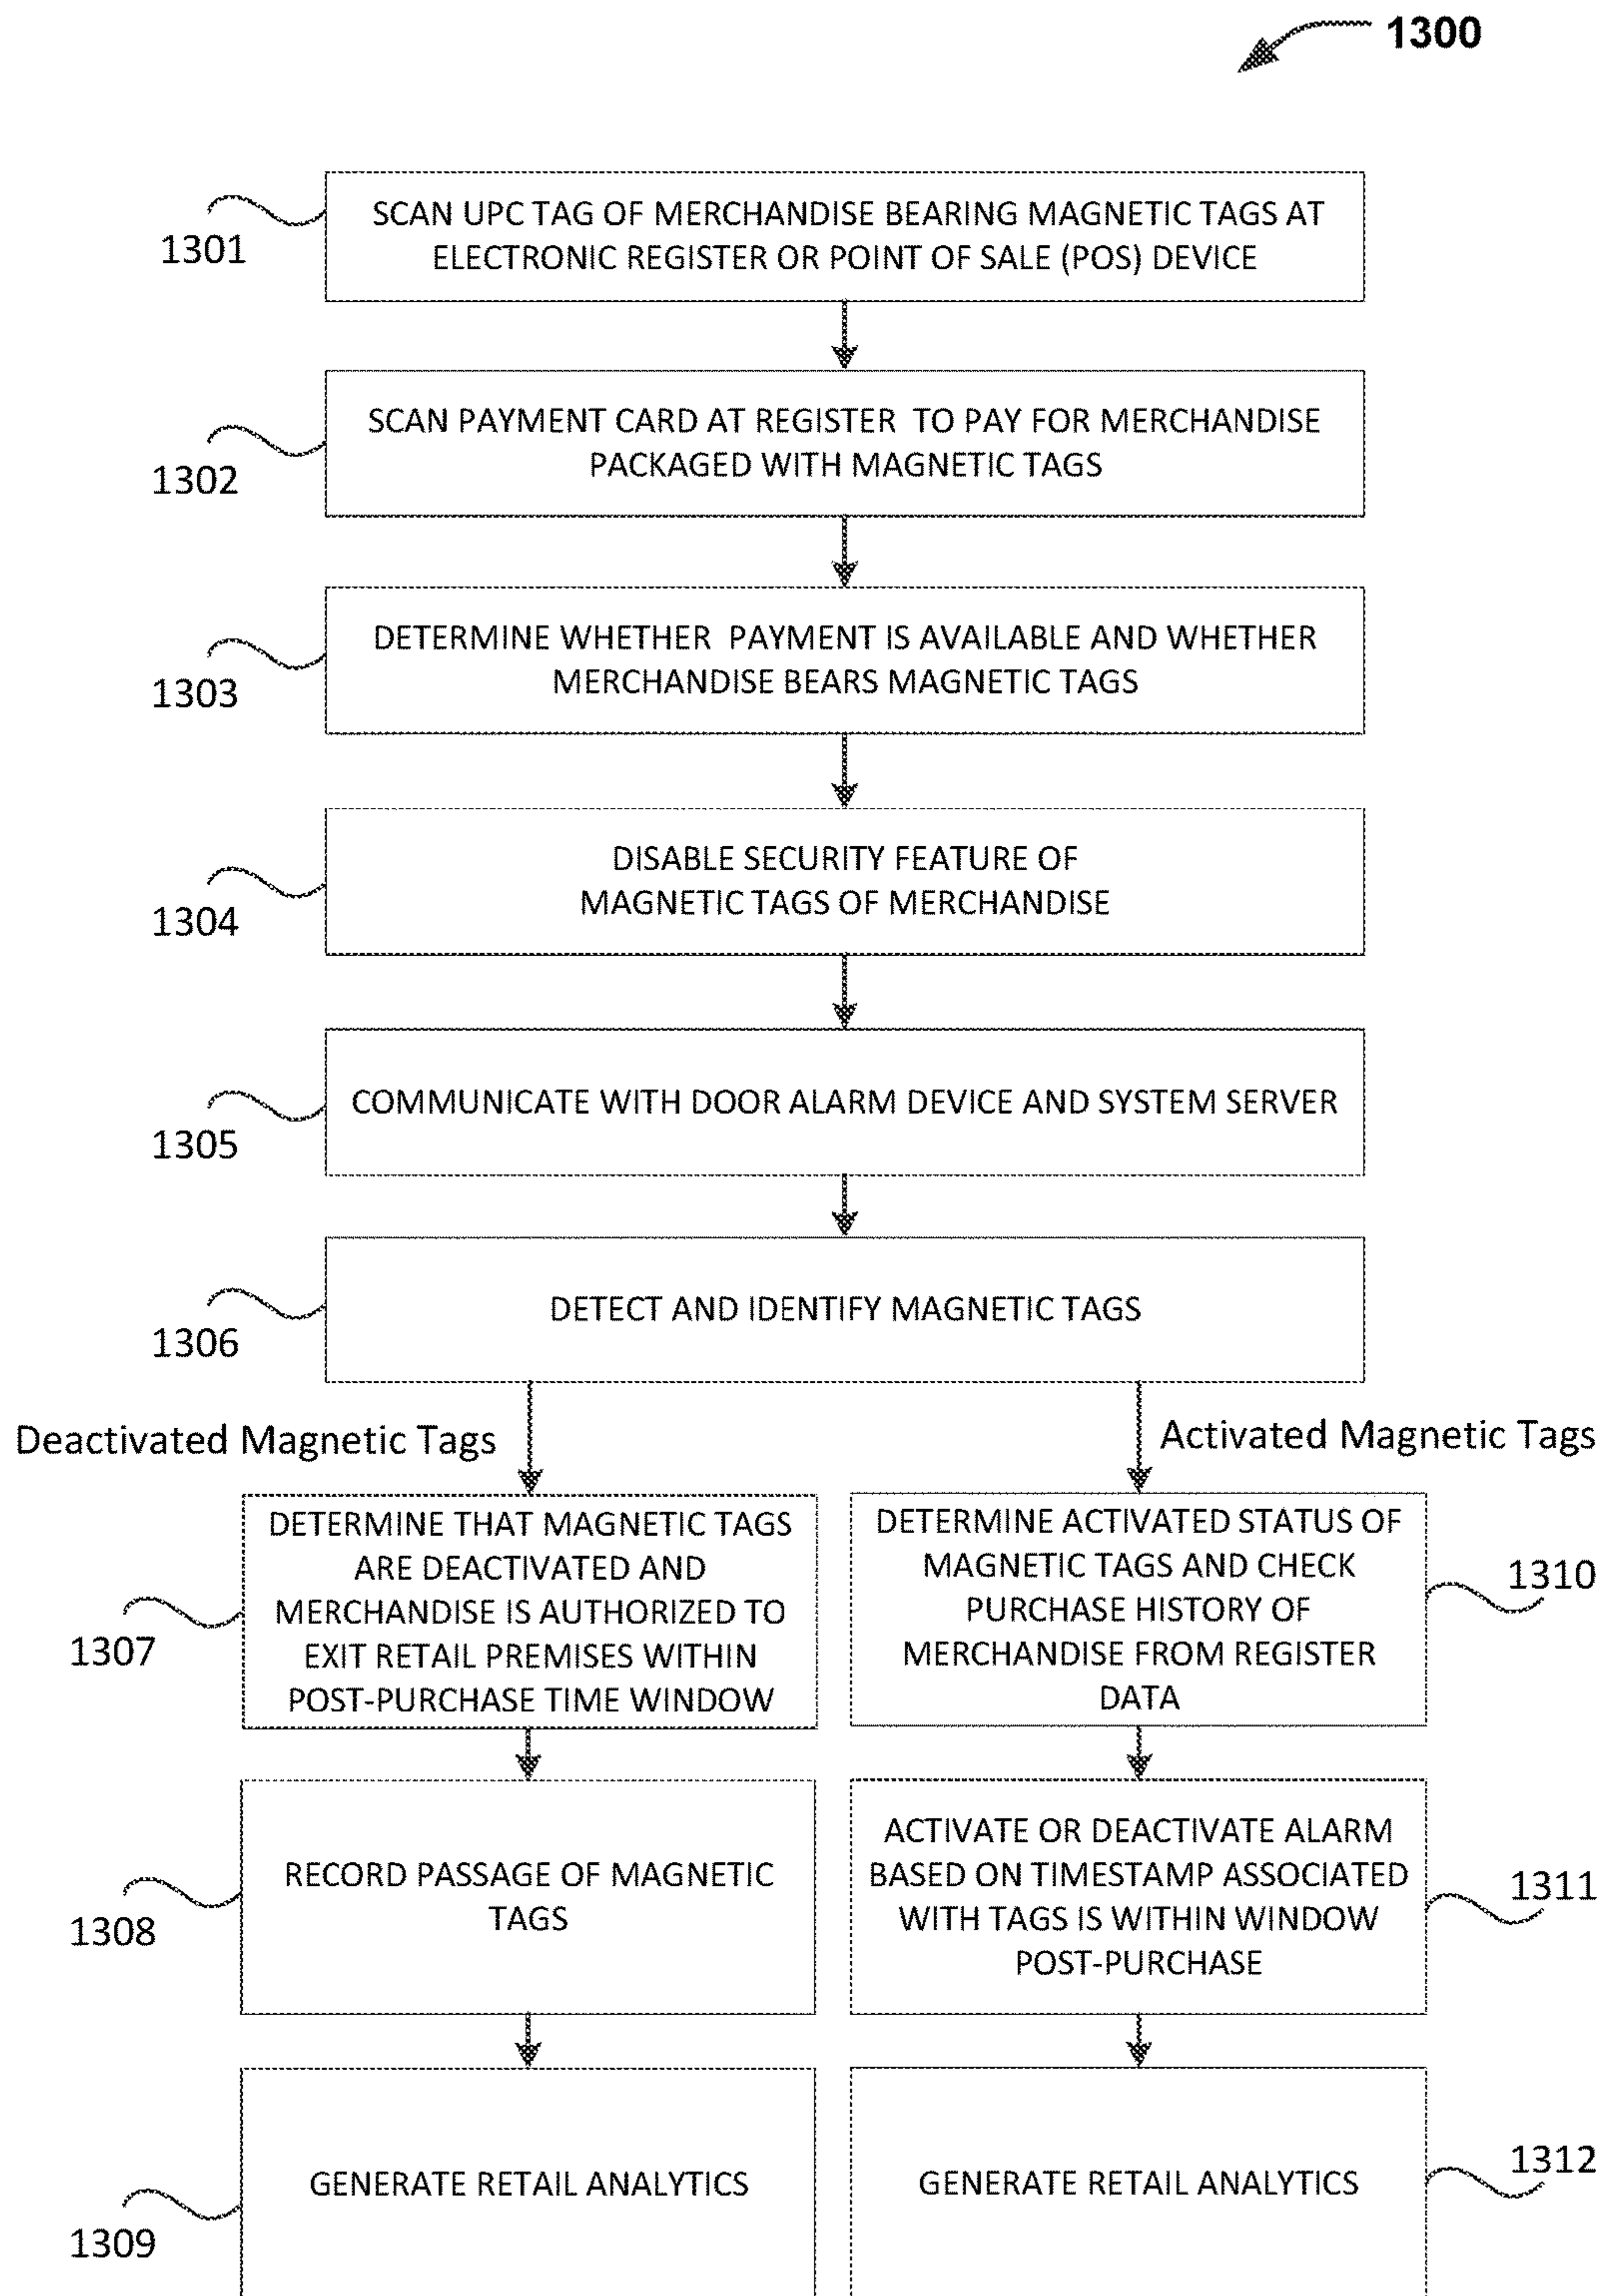 1300
SCAN UPC TAG OF MERCHANDISE BEARING MAGNETIC TAGS AT
ELECTRONIC REGISTER OR POINT OF SALE (POS) DEVICE
1301
SCAN PAYMENT CARD AT REGISTER TO PAY FOR MERCHANDISE
PACKAGED WITH MAGNETIC TAGS
1302
DETERMINE WHETHER PAYMENT IS AVAILABLE AND WHETHER
MERCHANDISE BEARS MAGNETIC TAGS
1303
DISABLE SECURITY FEATURE OF
MAGNETIC TAGS OF MERCHANDISE
1304
COMMUNICATE WITH DOOR ALARM DEVICE AND SYSTEM SERVER
1305
DETECT AND IDENTIFY MAGNETIC TAGS
1306
Deactivated Magnetic Tags
DETERMINE THAT MAGNETIC TAGS
ARE DEACTIVATED AND
MERCHANDISE IS AUTHORIZED TO
EXIT RETAIL PREMISES WITHIN
POST-PURCHASE TIME WINDOW
1307
RECORD PASSAGE OF MAGNETIC
TAGS
1308
GENERATE RETAIL ANALYTICS
1309
Activated Magnetic Tags
DETERMINE ACTIVATED STATUS OF
MAGNETIC TAGS AND CHECK
PURCHASE HISTORY OF
MERCHANDISE FROM REGISTER
DATA
1310
ACTIVATE OR DEACTIVATE ALARM
BASED ON TIMESTAMP ASSOCIATED
WITH TAGS IS WITHIN WINDOW
POST-PURCHASE
1311
GENERATE RETAIL ANALYTICS
1312